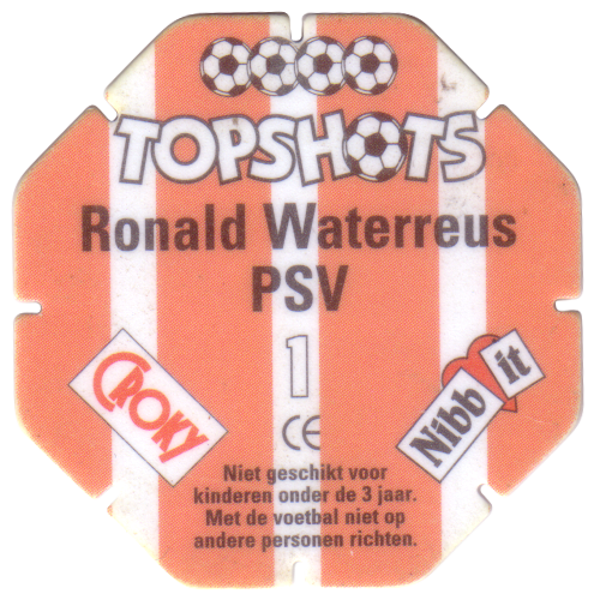 TOPSHOTS
Ronald Waterreus
PSV
1
CROKY
Nibb it
CE
Niet geschikt voor
kinderen onder de 3 jaar.
Met de voetbal niet op
andere personen richten.